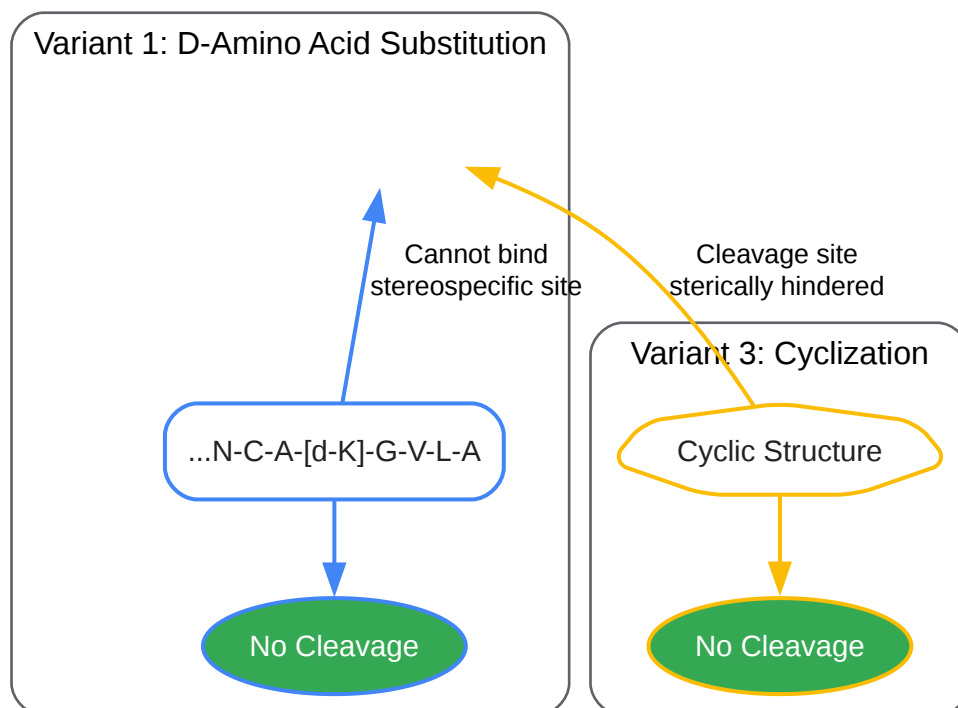 Variant 1: D-Amino Acid Substitution
Cannot bind
stereospecific site
Cleavage site
sterically hindered
Variant 3: Cyclization
...N-C-A-[d-K]-G-V-L-A
Cyclic Structure
No Cleavage
No Cleavage